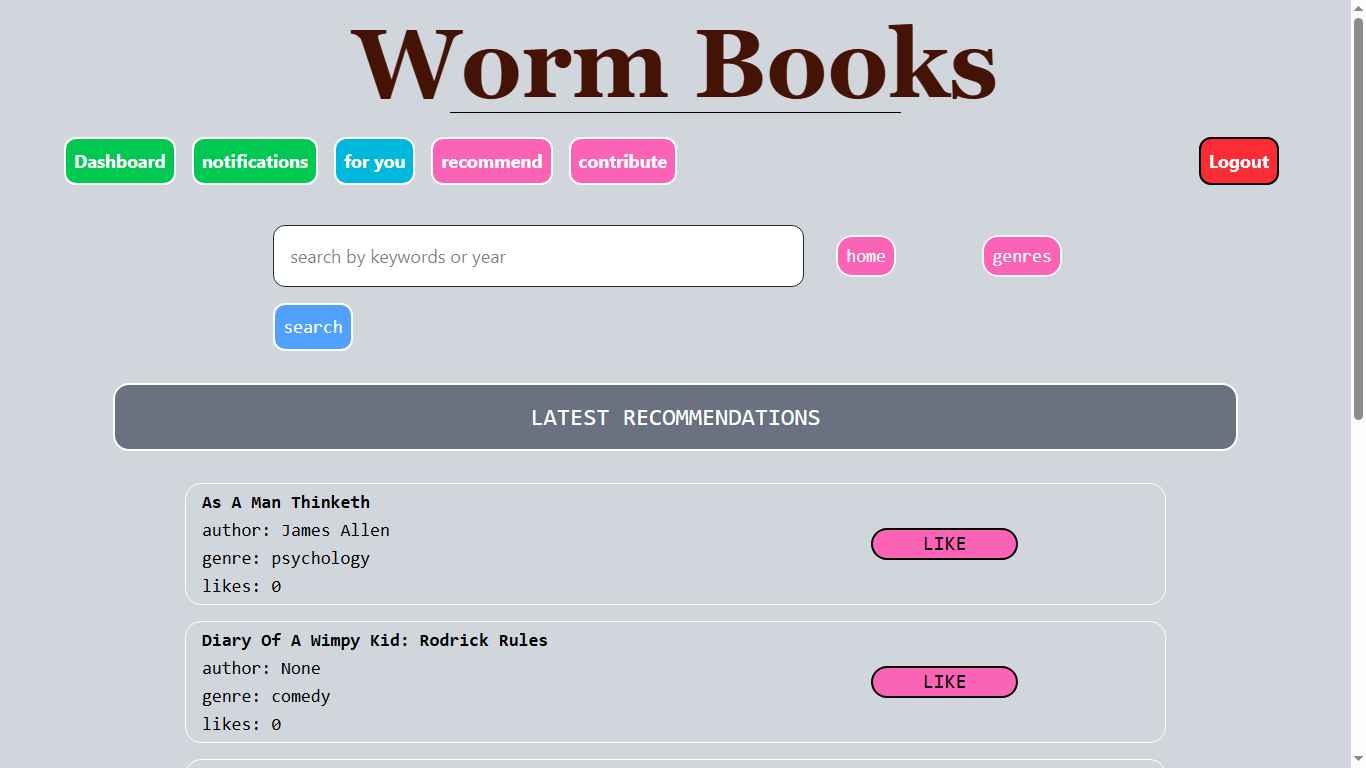 Worm Books
Dashboard notifications for you recommend contribute Logout
search by keywords or year home genres
search
LATEST RECOMMENDATIONS
As A Man Thinketh
author: James Allen
genre: psychology
likes: 0
LIKE
Diary Of A Wimpy Kid: Rodrick Rules
author: None
genre: comedy
likes: 0
LIKE